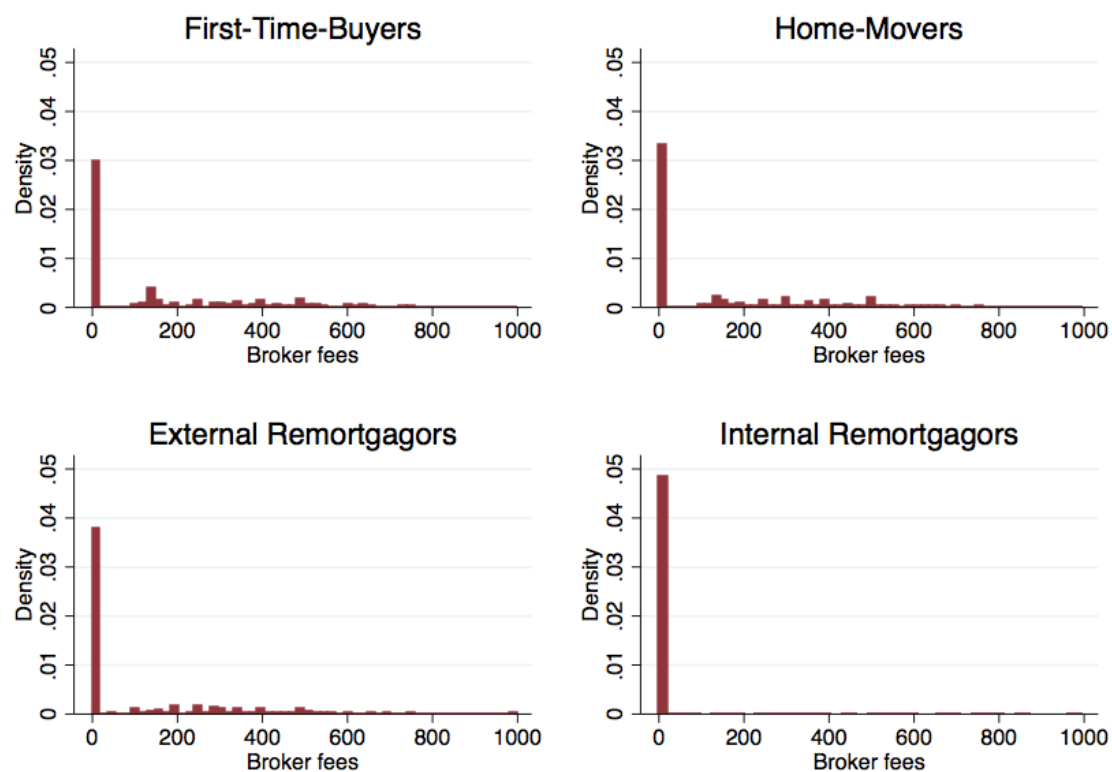 First-Time-Buyers
Density
.05
.04
.03
.02
.01
0
0 200 400 600 800 1000
Broker fees
Home-Movers
Density
.05
.04
.03
.02
.01
0
0 200 400 600 800 1000
Broker fees
External Remortgagors
Density
.05
.04
.03
.02
.01
0
0 200 400 600 800 1000
Broker fees
Internal Remortgagors
Density
.05
.04
.03
.02
.01
0
0 200 400 600 800 1000
Broker fees